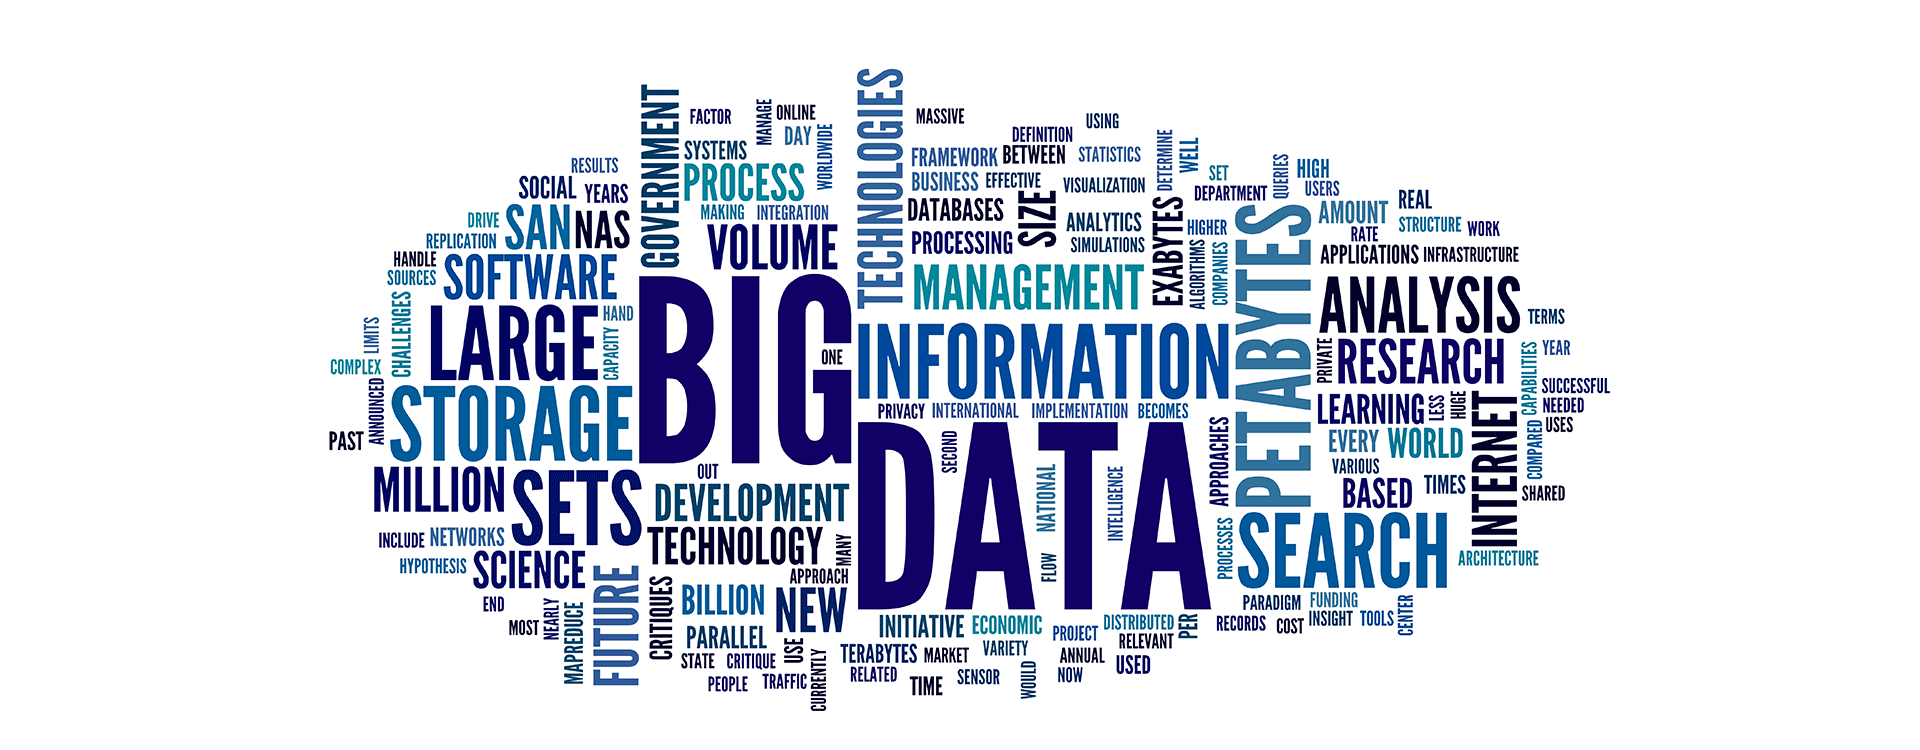 GOVERNMENT
FACTOR
MANAGE
ONLINE
DAY
WORLDWIDE
SYSTEMS
PROCESS
MAKING
INTEGRATION
VOLUME
RESULTS
SOCIAL
YEARS
DRIVE
SAN
NAS
REPLICATION
HANDLE
SOURCES
SOFTWARE
CHALLENGES
LIMITS
COMPLEX
LARGE
HAND
CAPACITY
ANNOUNCED
PAST
STORAGE
MILLION
SETS
INCLUDE
NETWORKS
HYPOTHESIS
SCIENCE
END
MOST
NEARLY
MAPREDUCE
FUTURE
BIG
ONE
OUT
DEVELOPMENT
TECHNOLOGY
MANY
APPROACH
CRITIQUES
BILLION
NEW
PARALLEL
STATE
CRITIQUE
USE
PEOPLE
TRAFFIC
CURRENTLY
TECHNOLOGIES
MASSIVE
USING
DEFINITION
FRAMEWORK
BETWEEN
STATISTICS
DETERMINE
WELL
BUSINESS
EFFECTIVE
VISUALIZATION
DATABASES
SIZE
ANALYTICS
PROCESSING
SIMULATIONS
EXABYTES
MANAGEMENT
INFORMATION
PRIVACY
INTERNATIONAL
IMPLEMENTATION
BECOMES
DATA
SECOND
NATIONAL
FLOW
INTELLIGENCE
APPROACHES
PROCESSES
INITIATIVE
ECONOMIC
PROJECT
DISTRIBUTED
PER
RELEVANT
TERABYTES
MARKET
VARIETY
ANNUAL
USED
RELATED
TIME
SENSOR
WOULD
NOW
SET
QUERIES
HIGH
DEPARTMENT
USERS
HIGHER
ALGORITHMS
COMPANIES
PETABYTES
AMOUNT
REAL
RATE
STRUCTURE
WORK
APPLICATIONS
INFRASTRUCTURE
ANALYSIS
TERMS
PRIVATE
RESEARCH
YEAR
CAPABILITIES
SUCCESSFUL
LEARNING
LESS
HUGE
INTERNET
NEEDED
USES
EVERY
WORLD
COMPARED
VARIOUS
BASED
TIMES
SHARED
SEARCH
ARCHITECTURE
PARADIGM
FUNDING
RECORDS
COST
INSIGHT
TOOLS
CENTER